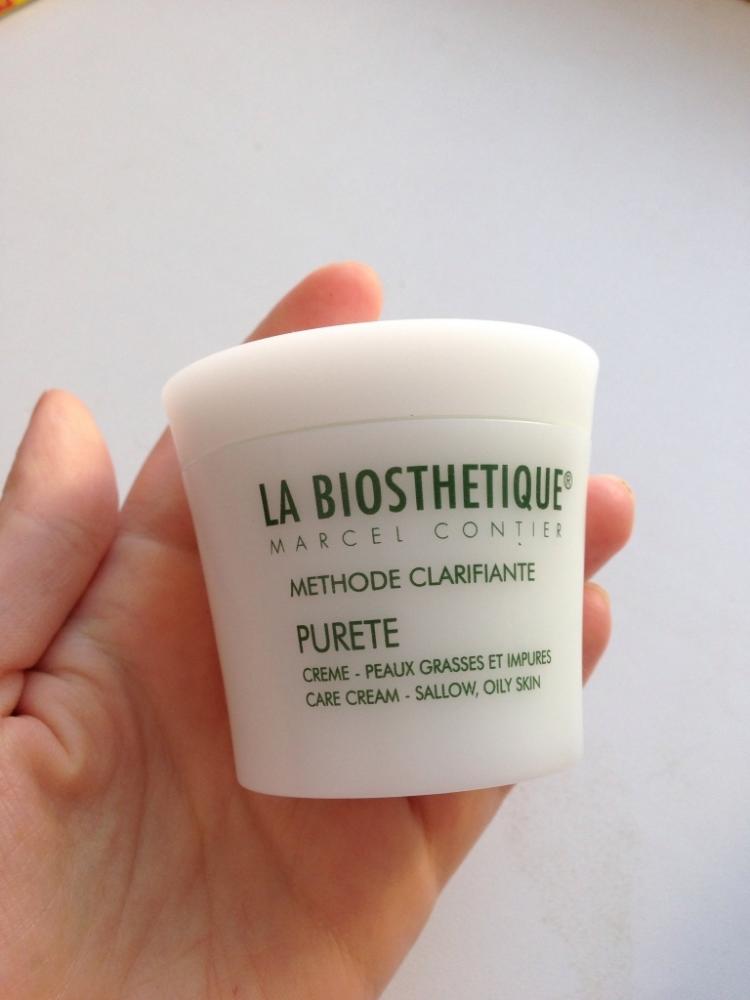 LA BIOSTHETIQUE®
MARCEL CONTIER
METHODE CLARIFIANTE
PURETE
CREME - PEAUX GRASSES ET IMPURES
CARE CREAM - SALLOW, OILY SKIN